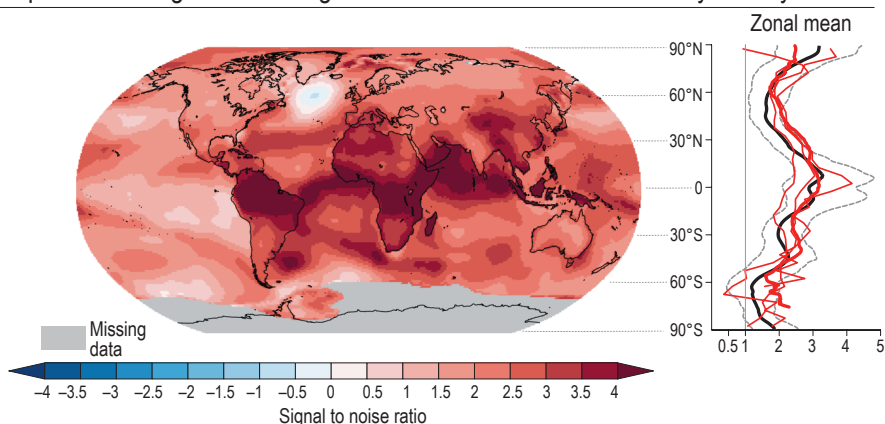 Zonal mean
90°N
60°N
30°N
0
30°S
60°S
90°S
0.5 1 2 3 4 5
Missing
data
–4 –3.5 –3 –2.5 –2 –1.5 –1 –0.5 0 0.5 1 1.5 2 2.5 3 3.5 4
Signal to noise ratio